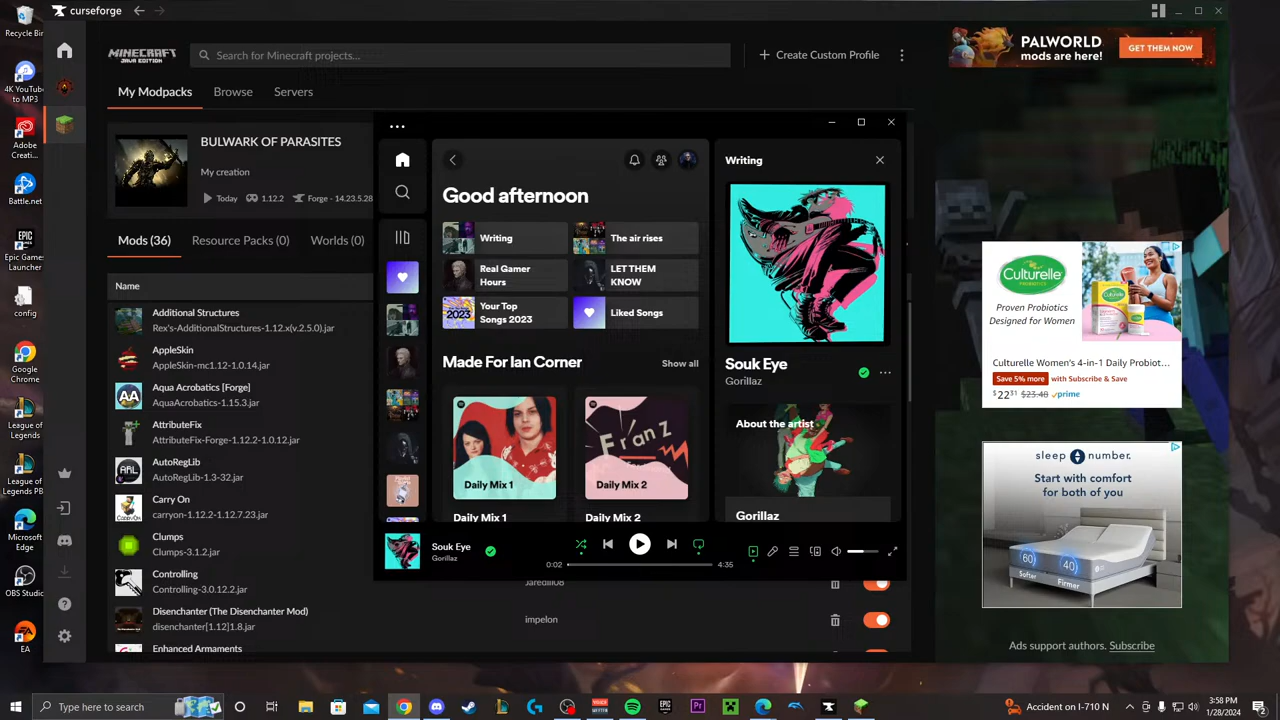 Recycle Bin
4K YouTube to MP3
Adobe Creati...
Battle.net
Epic Games Launcher
config
Google Chrome
League of Legends
League of Legends PB
Microsoft Edge
OBS Studio
EA
curseforge
MINECRAFT
JAVA EDITION
Search for Minecraft projects...
+ Create Custom Profile
My Modpacks
Browse
Servers
BULWARK OF PARASITES
My creation
Today
1.12.2
Forge - 14.23.5.28
Mods (36)
Resource Packs (0)
Worlds (0)
Name
Additional Structures
Rex's-AdditionalStructures-1.12.x(v.2.5.0).jar
AppleSkin
AppleSkin-mc1.12-1.0.14.jar
Aqua Acrobatics [Forge]
AquaAcrobatics-1.15.3.jar
AttributeFix
AttributeFix-Forge-1.12.2-1.0.12.jar
AutoRegLib
AutoRegLib-1.3-32.jar
Carry On
carryon-1.12.2-1.12.7.23.jar
Clumps
Clumps-3.1.2.jar
Controlling
Controlling-3.0.12.2.jar
Disenchanter (The Disenchanter Mod)
disenchanter[1.12]1.8.jar
Enhanced Armaments
impelon
Good afternoon
Writing
The air rises
Real Gamer Hours
LET THEM KNOW
Your Top Songs 2023
Liked Songs
Made For Ian Corner
Show all
Daily Mix 1
Franz
Daily Mix 2
Daily Mix 1
Daily Mix 2
Writing
Souk Eye
Gorillaz
About the artist
Gorillaz
Souk Eye
Gorillaz
0:02
4:35
PALWORLD
mods are here!
GET THEM NOW
Culturelle
PROBIOTICS
Proven Probiotics
Designed for Women
Culturelle Women's 4-in-1 Daily Probiot...
Save 5% more with Subscribe & Save
$22 31 $23.48 prime
sleep number.
Start with comfort
for both of you
60
Softer
40
Firmer
Ads support authors. Subscribe
Type here to search
Accident on I-710 N
3:58 PM
1/28/2024